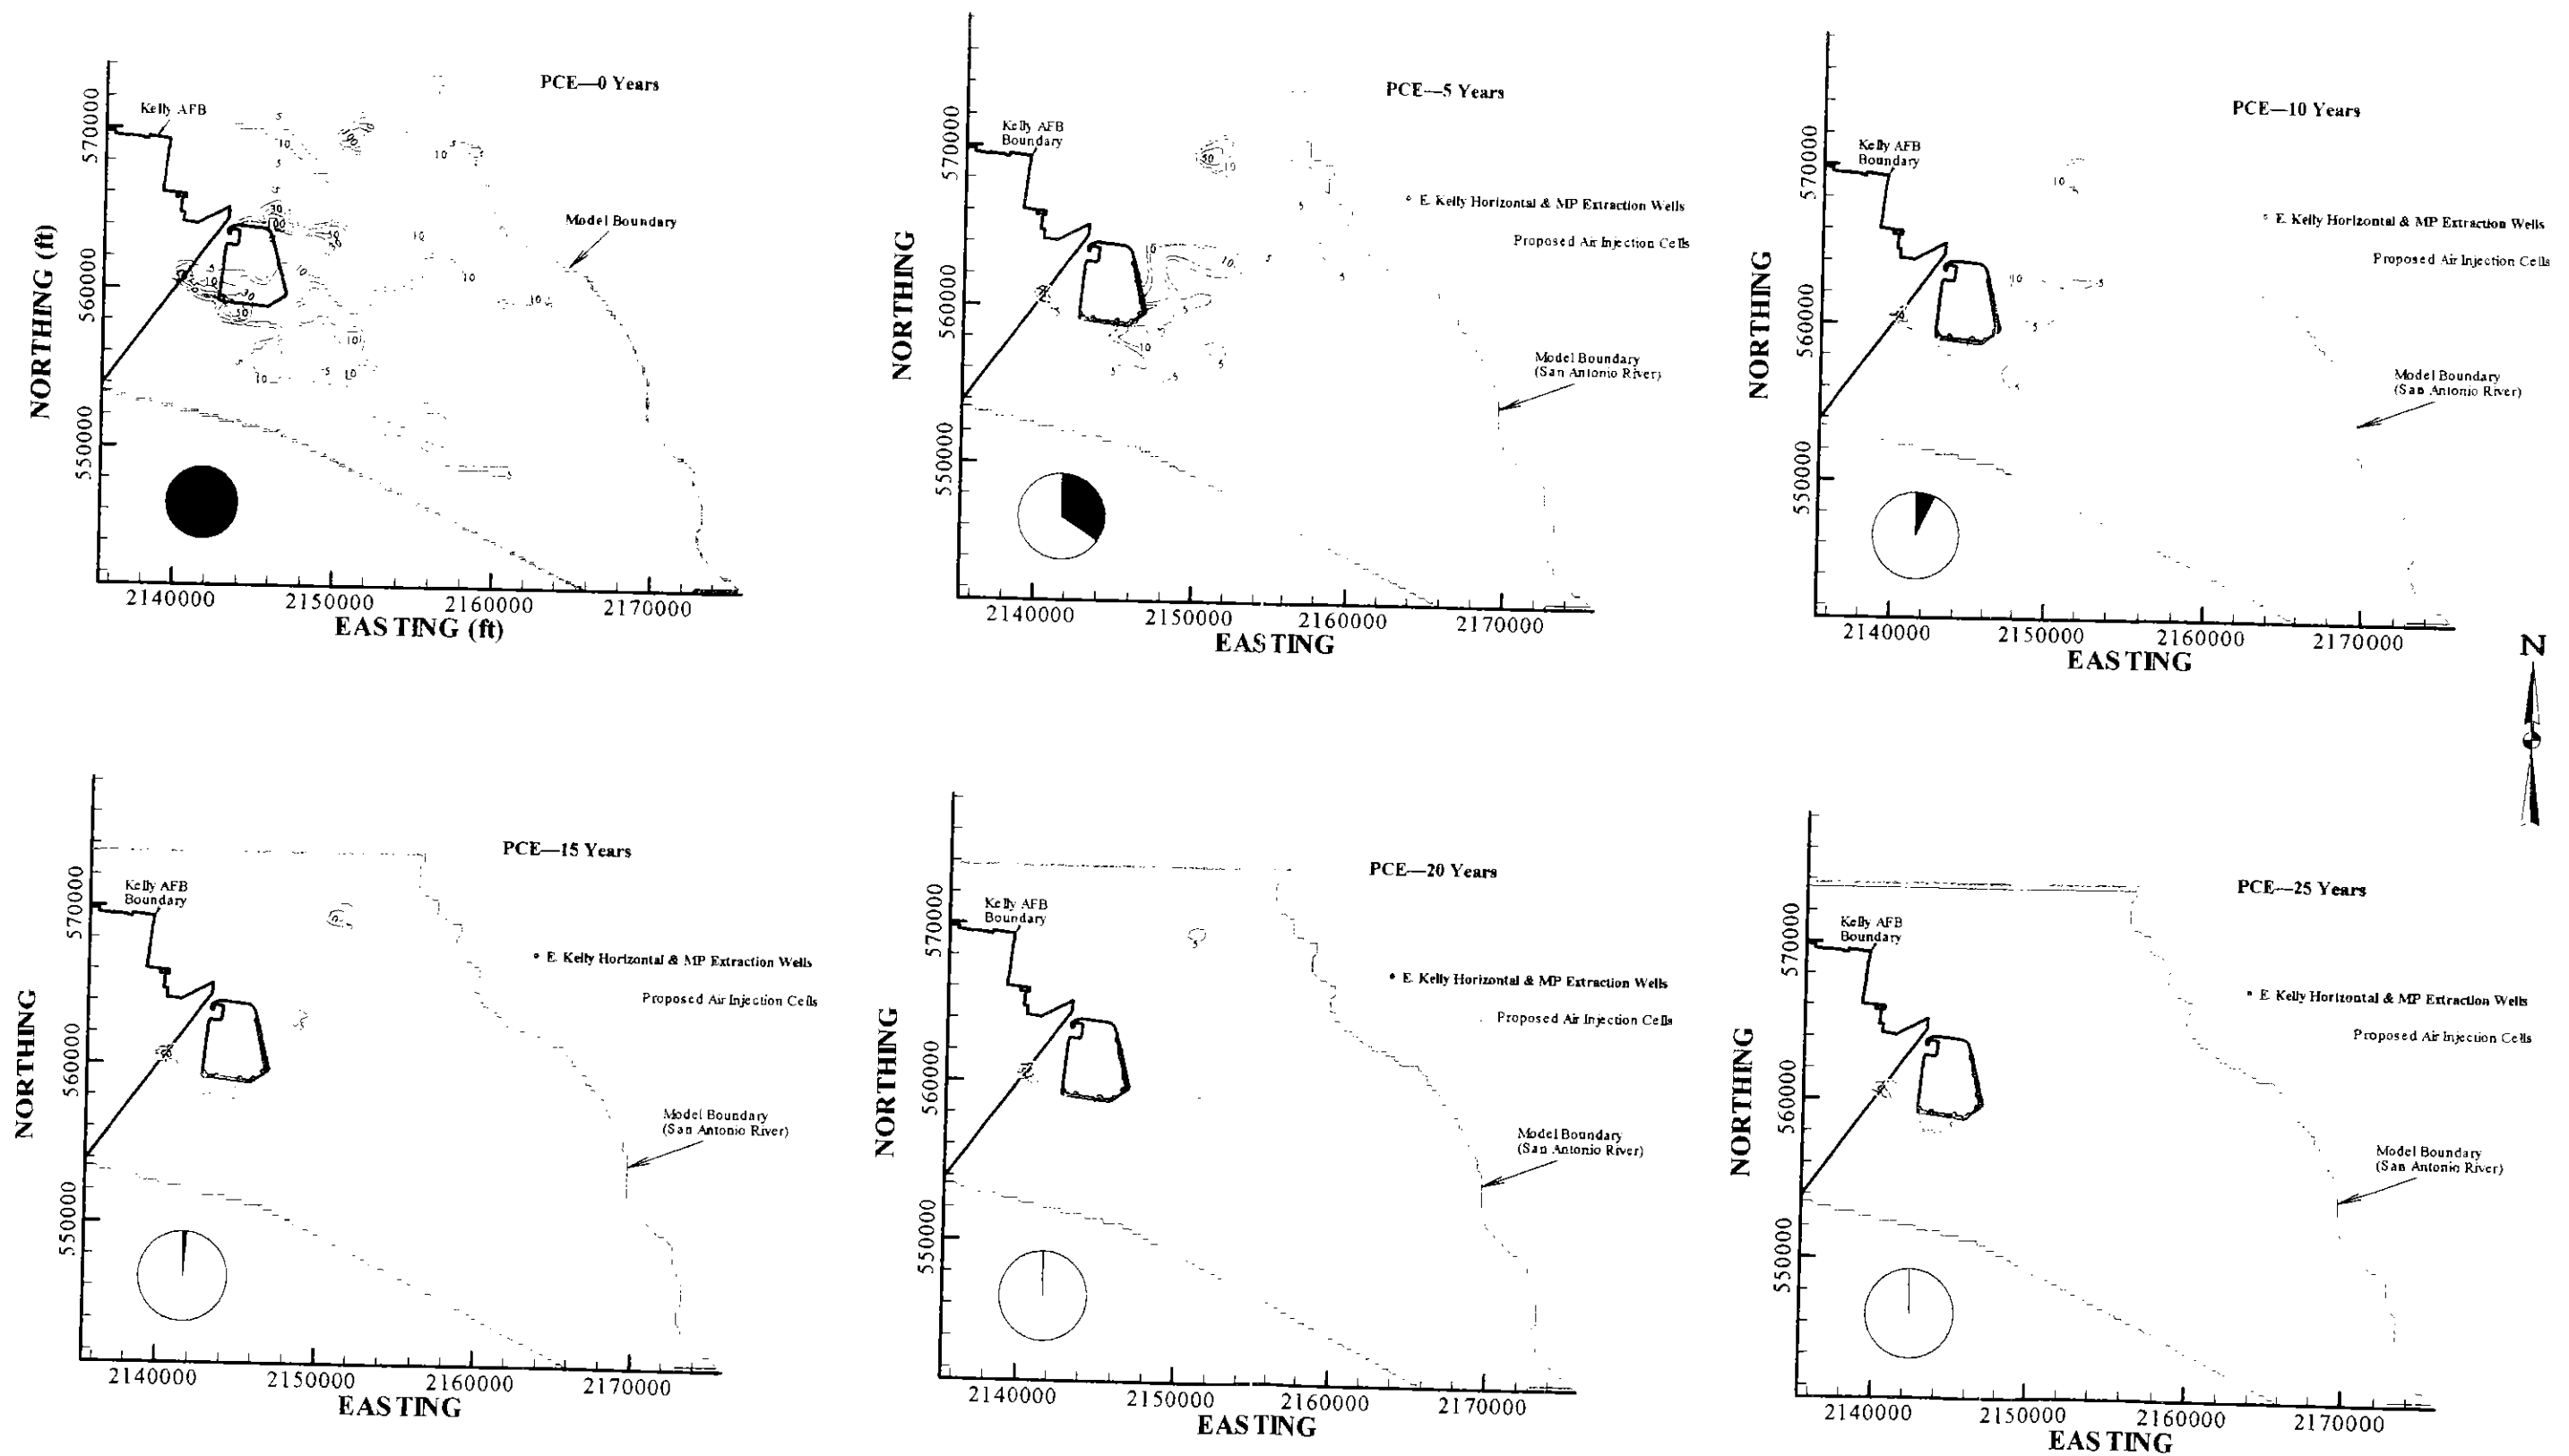 PCE—0 Years
Kelly AFB
Model Boundary
NORTHING (ft)
570000
560000
550000
2140000
2150000
2160000
2170000
EASTING (ft)
PCE—5 Years
Kelly AFB
Boundary
E. Kelly Horizontal & MP Extraction Wells
Proposed Air Injection Cells
Model Boundary
(San Antonio River)
NORTHING
570000
560000
550000
2140000
2150000
2160000
2170000
EASTING
PCE—10 Years
Kelly AFB
Boundary
E. Kelly Horizontal & MP Extraction Wells
Proposed Air Injection Cells
Model Boundary
(San Antonio River)
NORTHING
570000
560000
550000
2140000
2150000
2160000
2170000
EASTING
N
PCE—15 Years
Kelly AFB
Boundary
E. Kelly Horizontal & MP Extraction Wells
Proposed Air Injection Cells
Model Boundary
(San Antonio River)
NORTHING
570000
560000
550000
2140000
2150000
2160000
2170000
EASTING
PCE—20 Years
Kelly AFB
Boundary
E. Kelly Horizontal & MP Extraction Wells
Proposed Air Injection Cells
Model Boundary
(San Antonio River)
NORTHING
570000
560000
550000
2140000
2150000
2160000
2170000
EASTING
PCE—25 Years
Kelly AFB
Boundary
E. Kelly Horizontal & MP Extraction Wells
Proposed Air Injection Cells
Model Boundary
(San Antonio River)
NORTHING
570000
560000
550000
2140000
2150000
2160000
2170000
EASTING